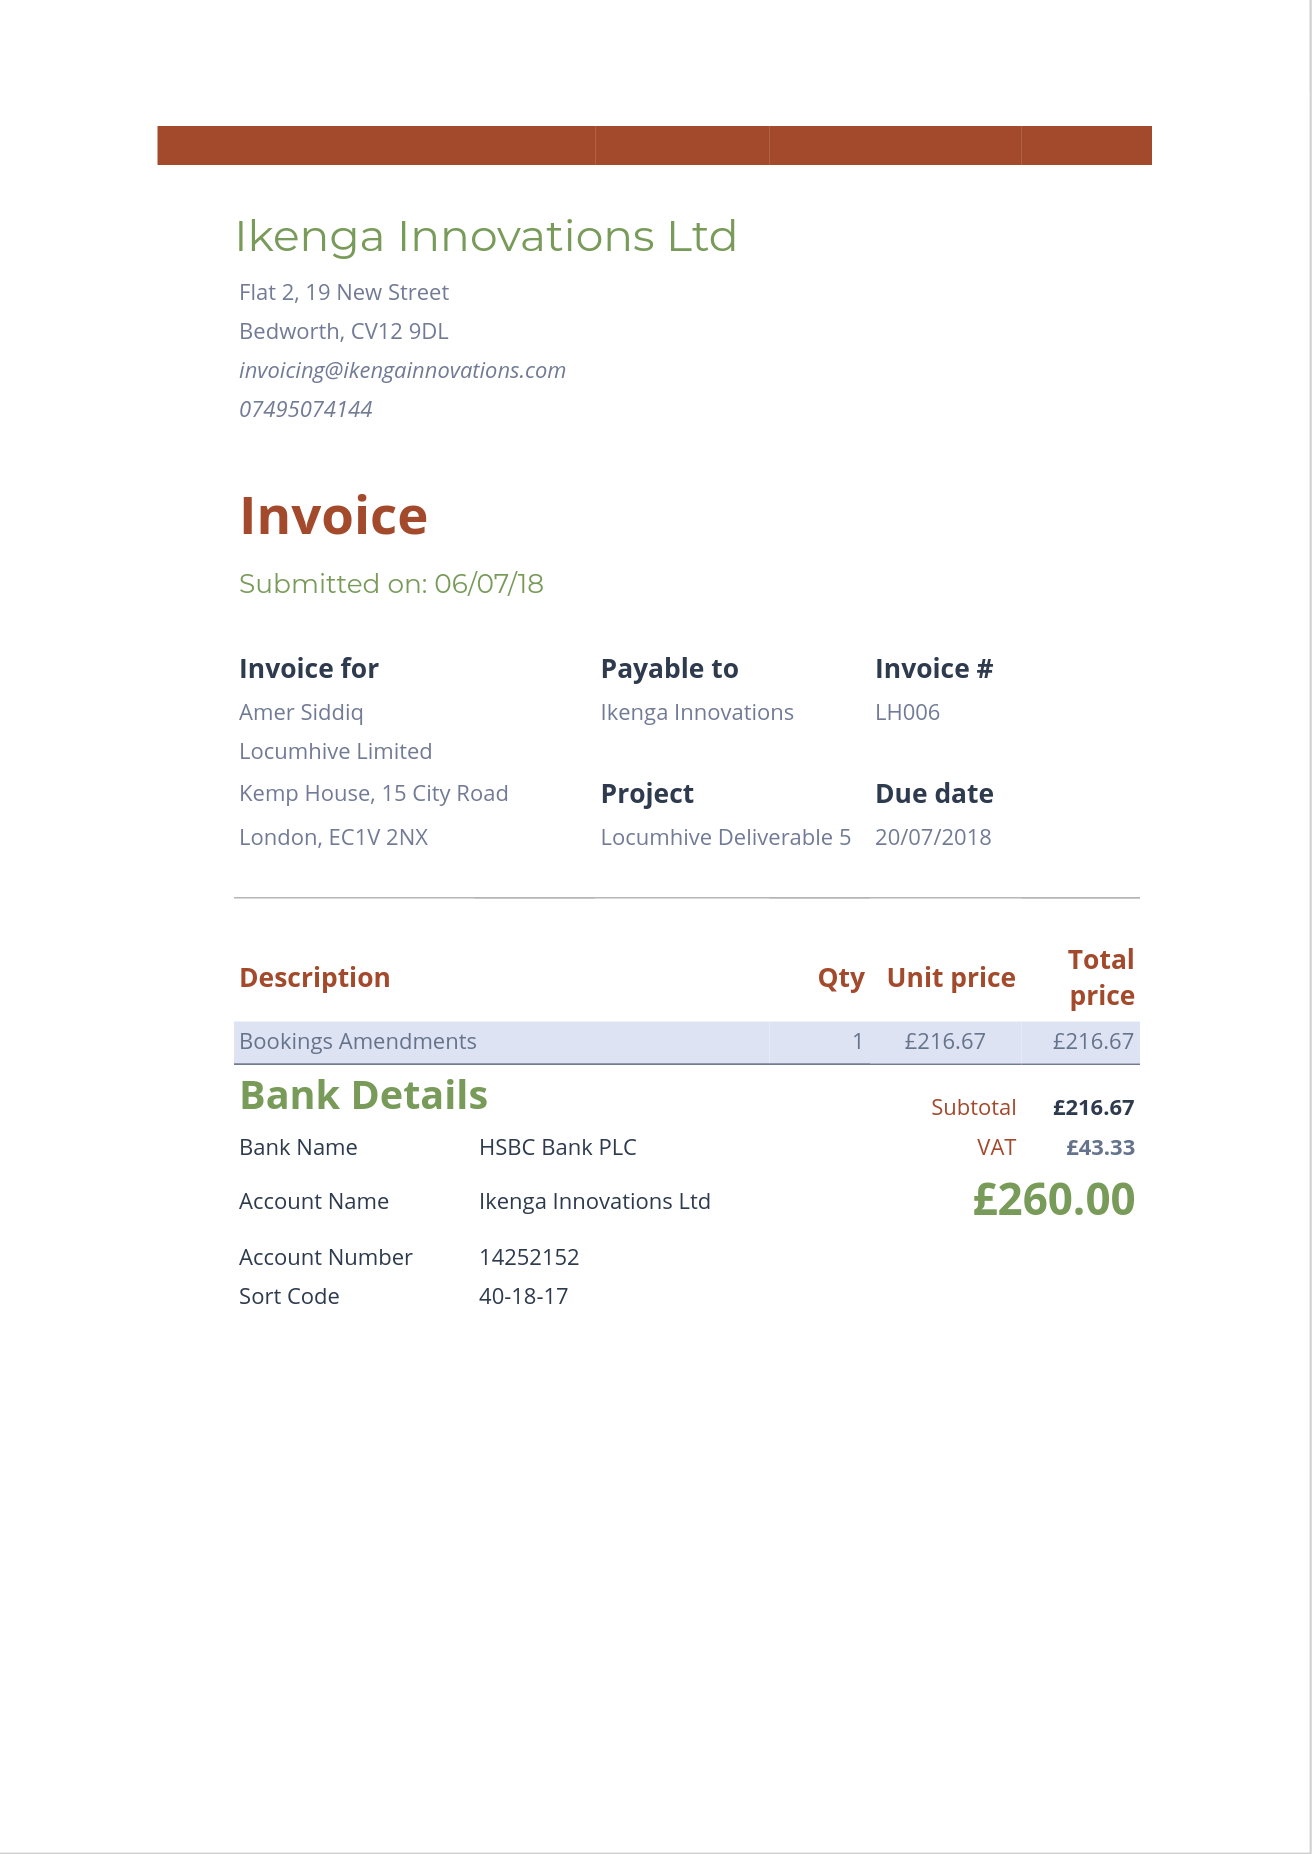 Ikenga Innovations Ltd
Flat 2, 19 New Street
Bedworth, CV12 9DL
invoicing@ikengainnovations.com
07495074144
Invoice
Submitted on: 06/07/18
Invoice for Payable to Invoice #
Amer Siddiq Ikenga Innovations LH006
Locumhive Limited
Kemp House, 15 City Road Project Due date
London, EC1V 2NX Locumhive Deliverable 5 20/07/2018
Description Qty Unit price Total price
Bookings Amendments 1 £216.67 £216.67
Bank Details Subtotal £216.67
Bank Name HSBC Bank PLC VAT £43.33
Account Name Ikenga Innovations Ltd £260.00
Account Number 14252152
Sort Code 40-18-17